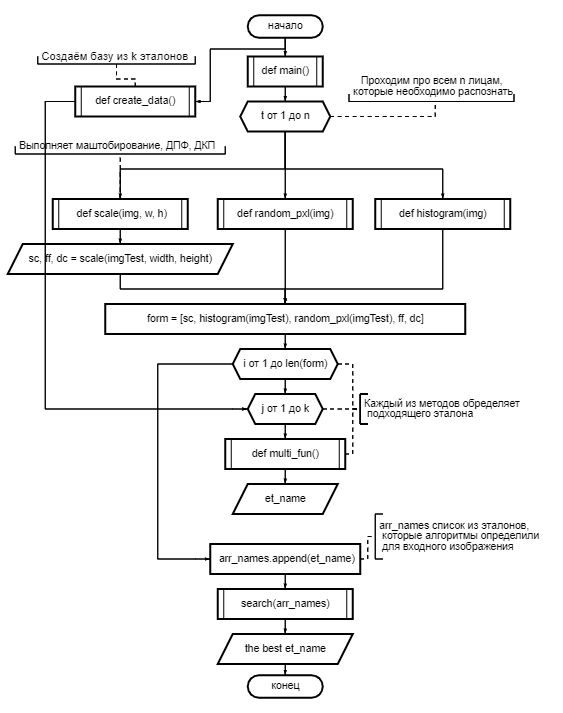 начало
Создаём базу из k эталонов
def main()
Проходим про всем n лицам,
которые необходимо распознать
def create_data()
t от 1 до n
Выполняет маштобирование, ДПФ, ДКП
def scale(img, w, h)
def random_pxl(img)
def histogram(img)
sc, ff, dc = scale(imgTest, width, height)
form = [sc, histogram(imgTest), random_pxl(imgTest), ff, dc]
i от 1 до len(form)
j от 1 до k
Каждый из методов обределяет
подходящего эталона
def multi_fun()
et_name
arr_names список из эталонов,
которые алгоритмы определили
для входного изображения
arr_names.append(et_name)
search(arr_names)
the best et_name
конец